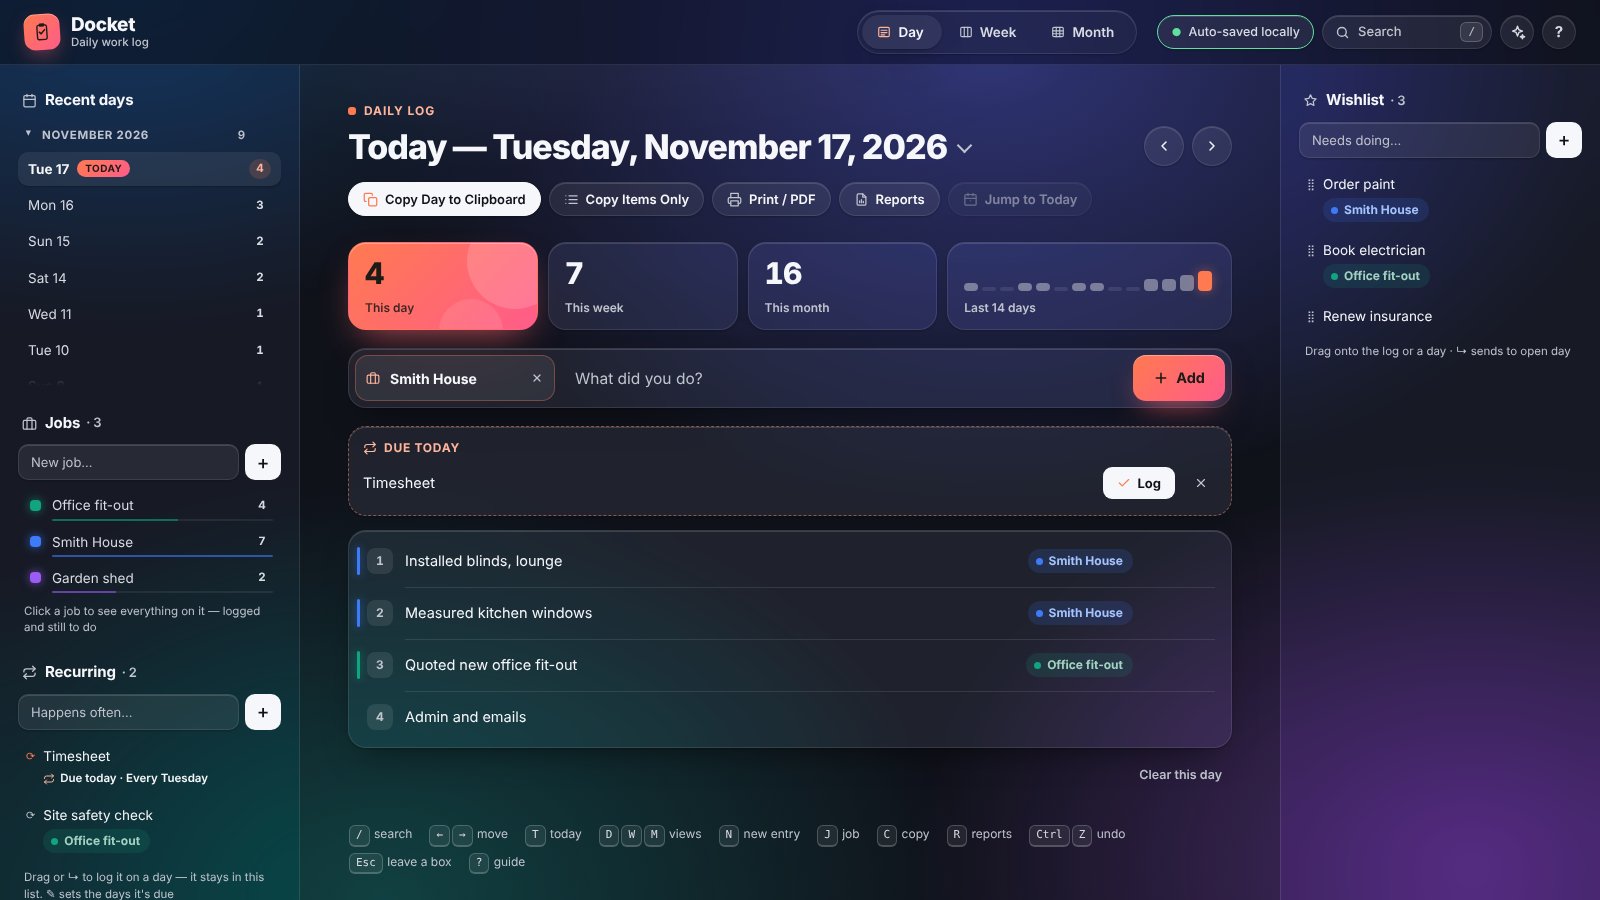 Docket
Daily work log
Day
Week
Month
Auto-saved locally
Search
/
?
Recent days
NOVEMBER 2026
9
Tue 17 TODAY 4
Mon 16 3
Sun 15 2
Sat 14 2
Wed 11 1
Tue 10 1
Jobs · 3
New job...
+
Office fit-out 4
Smith House 7
Garden shed 2
Click a job to see everything on it — logged
and still to do
Recurring · 2
Happens often...
+
Timesheet
Due today · Every Tuesday
Site safety check
Office fit-out
Drag or ↪ to log it on a day — it stays in this
list. ✎ sets the days it's due
DAILY LOG
Today — Tuesday, November 17, 2026
Copy Day to Clipboard
Copy Items Only
Print / PDF
Reports
Jump to Today
4
This day
7
This week
16
This month
Last 14 days
Smith House ×
What did you do?
+ Add
DUE TODAY
Timesheet
Log
×
1 Installed blinds, lounge Smith House
2 Measured kitchen windows Smith House
3 Quoted new office fit-out Office fit-out
4 Admin and emails
Clear this day
/ search ← → move T today D W M views N new entry J job C copy R reports Ctrl Z undo
Esc leave a box ? guide
Wishlist · 3
Needs doing...
+
Order paint
Smith House
Book electrician
Office fit-out
Renew insurance
Drag onto the log or a day · ↪ sends to open day